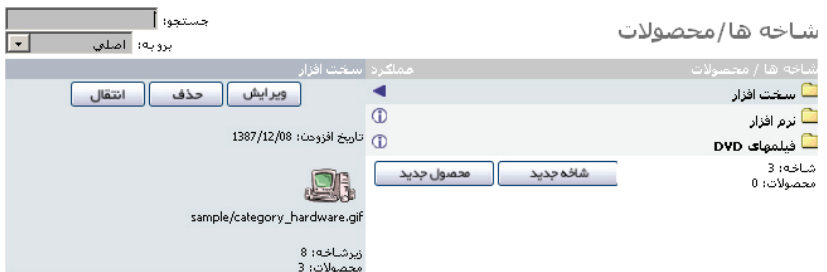 جستجو:
برو به: اصلي
شاخه ها/محصولات
شاخه ها / محصولات
عملکرد
سخت افزار
نرم افزار
فیلمهای DVD
شاخه: 3
محصولات: 0
شاخه جدید
محصول جدید
سخت افزار
ویرایش
حذف
انتقال
تاریخ افزودن: 1387/12/08
sample/category_hardware.gif
زیرشاخه: 8
محصولات: 3